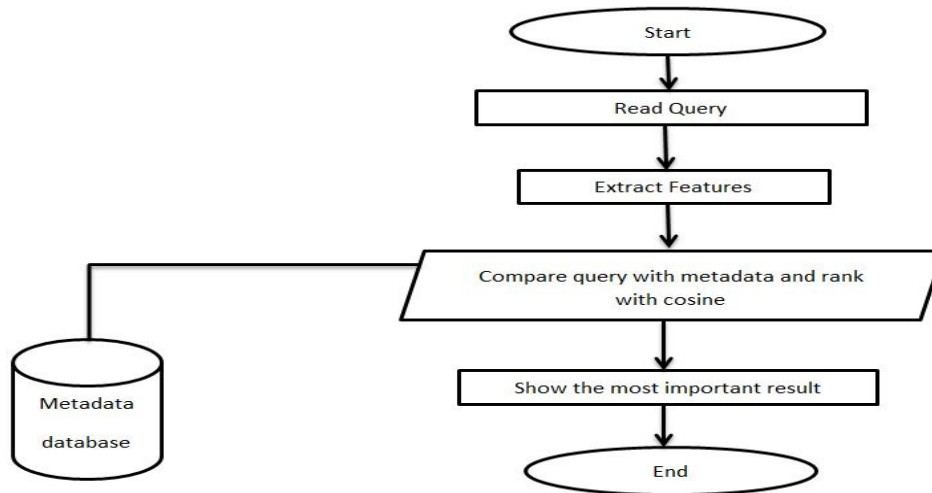 Start
Read Query
Extract Features
Compare query with metadata and rank
with cosine
Show the most important result
Metadata
database
End